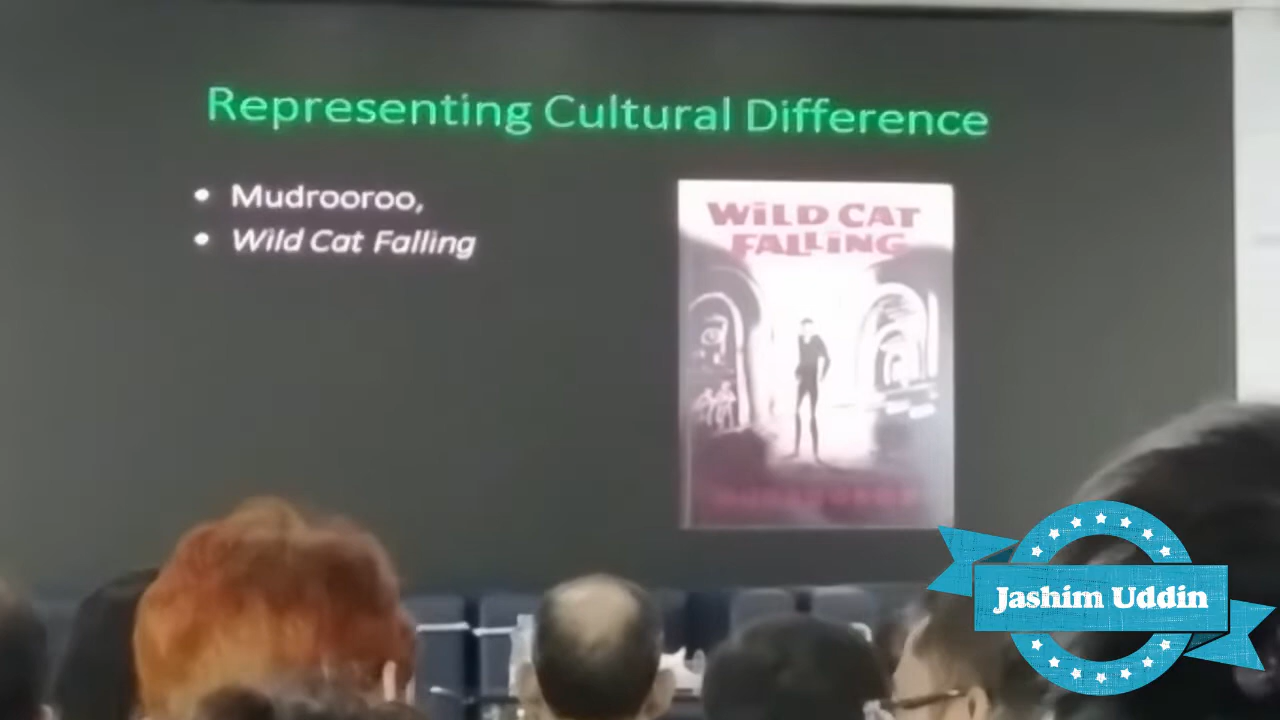 Representing Cultural Difference
• Mudrooroo,
• Wild Cat Falling
WiLD CAT
FALLiNG
Jashim Uddin